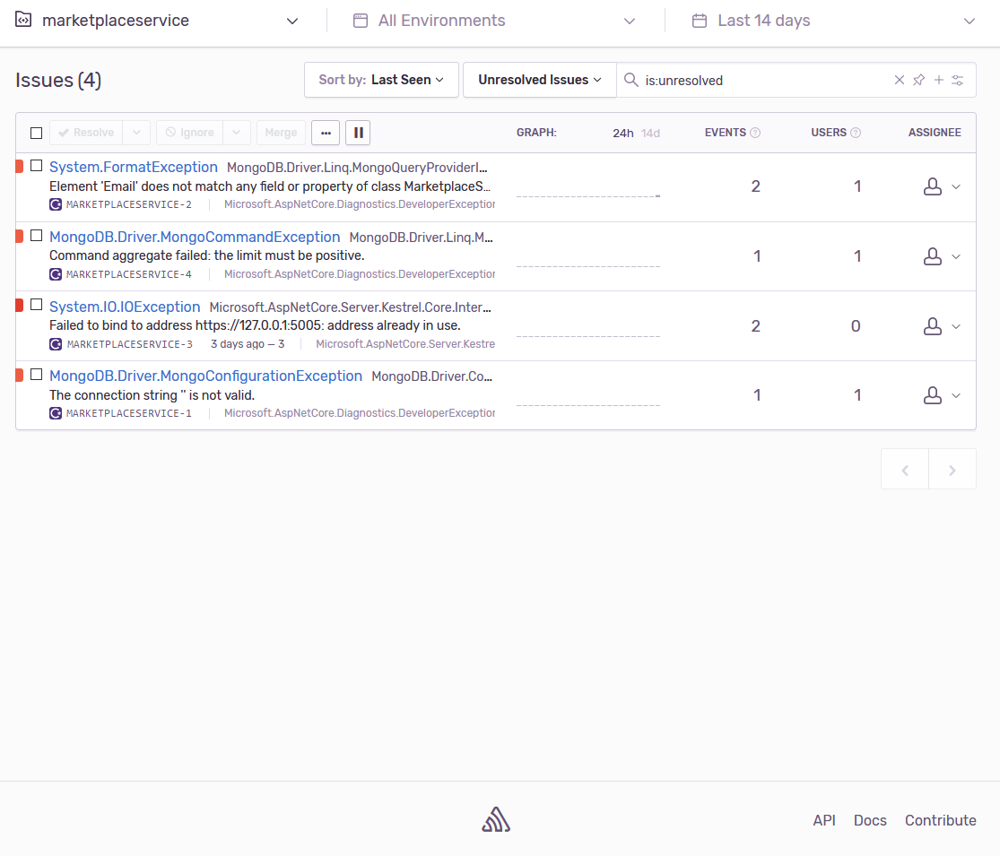 marketplaceservice All Environments Last 14 days
Issues (4) Sort by: Last Seen Unresolved Issues is:unresolved
Resolve Ignore Merge GRAPH: 24h 14d EVENTS ? USERS ? ASSIGNEE
System.FormatException MongoDB.Driver.Linq.MongoQueryProviderI...
Element 'Email' does not match any field or property of class MarketplaceS... 2 1
MARKETPLACESERVICE-2 Microsoft.AspNetCore.Diagnostics.DeveloperException
MongoDB.Driver.MongoCommandException MongoDB.Driver.Linq.M...
Command aggregate failed: the limit must be positive. 1 1
MARKETPLACESERVICE-4 Microsoft.AspNetCore.Diagnostics.DeveloperException
System.IO.IOException Microsoft.AspNetCore.Server.Kestrel.Core.Inter...
Failed to bind to address https://127.0.0.1:5005: address already in use. 2 0
MARKETPLACESERVICE-3 3 days ago — 3 Microsoft.AspNetCore.Server.Kestre
MongoDB.Driver.MongoConfigurationException MongoDB.Driver.Co...
The connection string '' is not valid. 1 1
MARKETPLACESERVICE-1 Microsoft.AspNetCore.Diagnostics.DeveloperException
API Docs Contribute